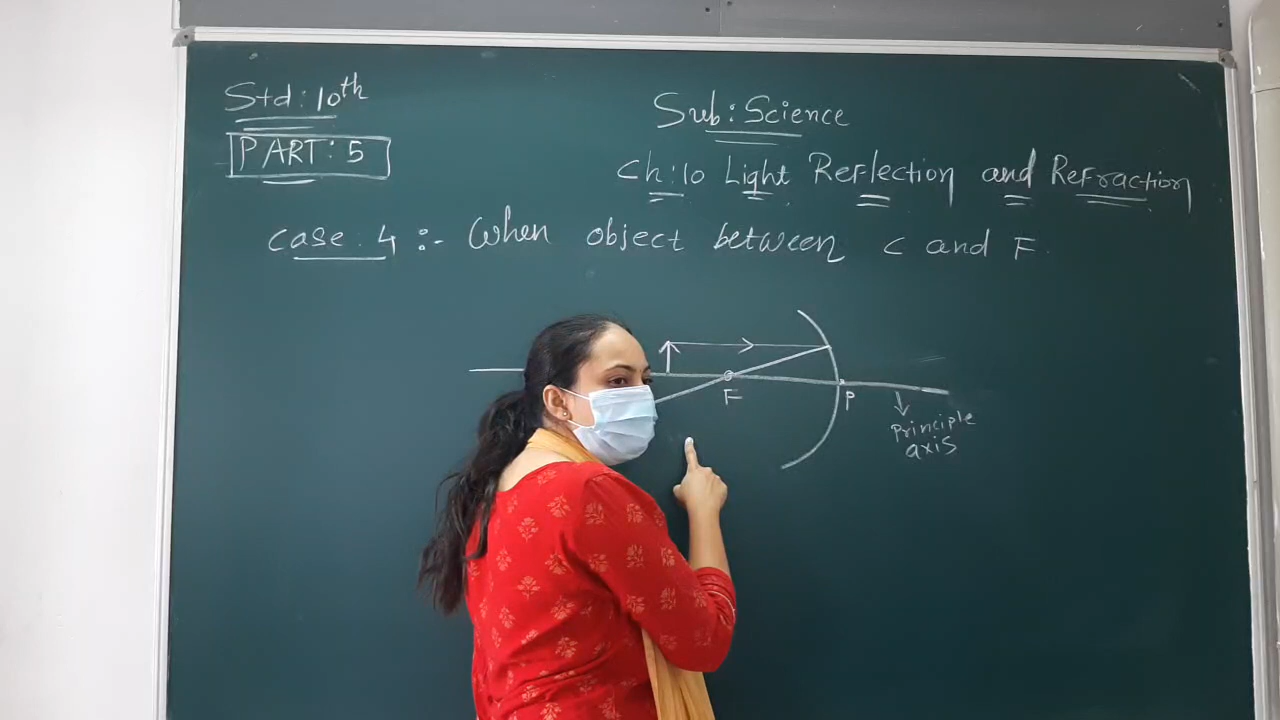 Std: 10th
PART: 5
Sub: Science
Ch: 10 Light Reflection and Refraction
case: 4 :- When object between C and F.
F
P
Principle
axis